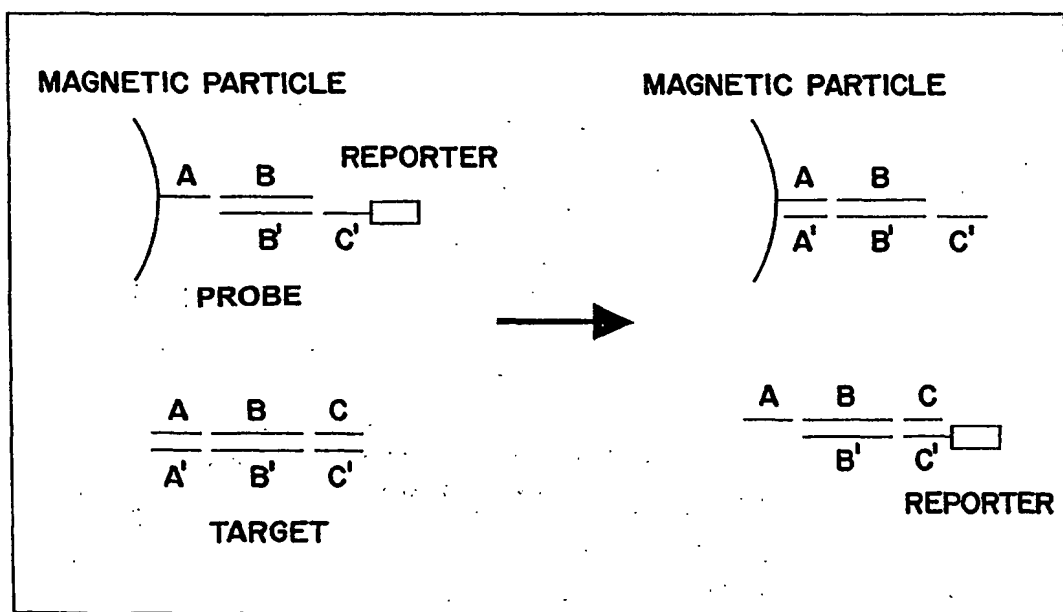 MAGNETIC PARTICLE
A B REPORTER
B' C'
PROBE
A B C
A' B' C'
TARGET
MAGNETIC PARTICLE
A B
A' B' C'
A B C
B' C'
REPORTER